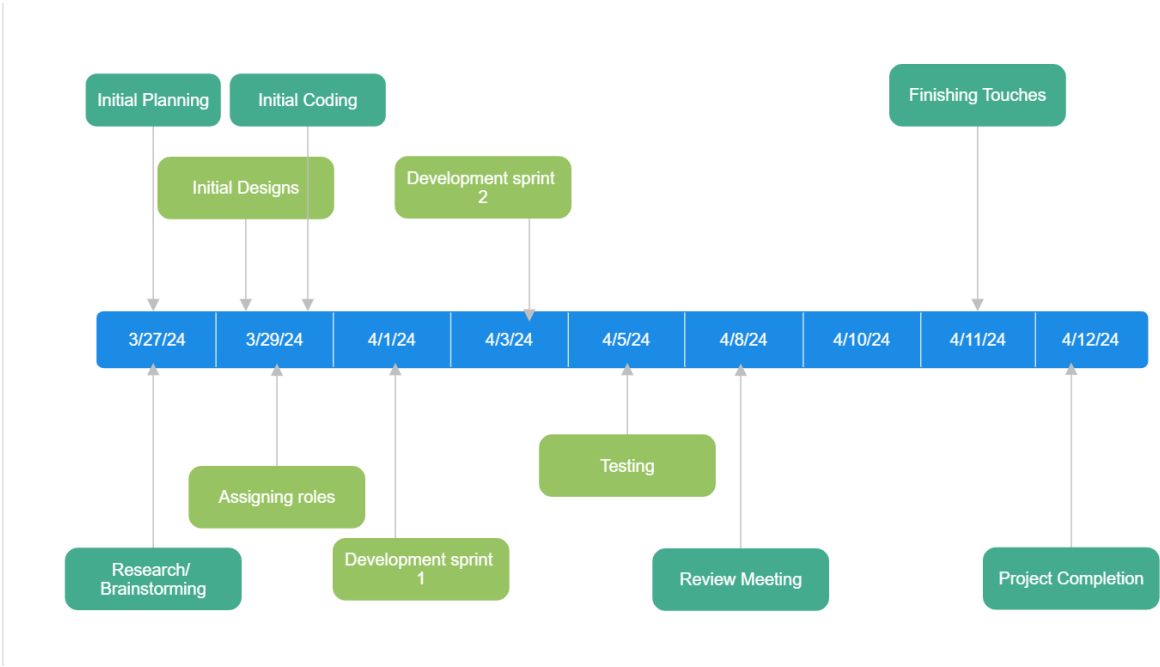 Initial Planning
Initial Coding
Finishing Touches
Initial Designs
Development sprint
2
3/27/24
3/29/24
4/1/24
4/3/24
4/5/24
4/8/24
4/10/24
4/11/24
4/12/24
Testing
Assigning roles
Development sprint
1
Research/
Brainstorming
Review Meeting
Project Completion